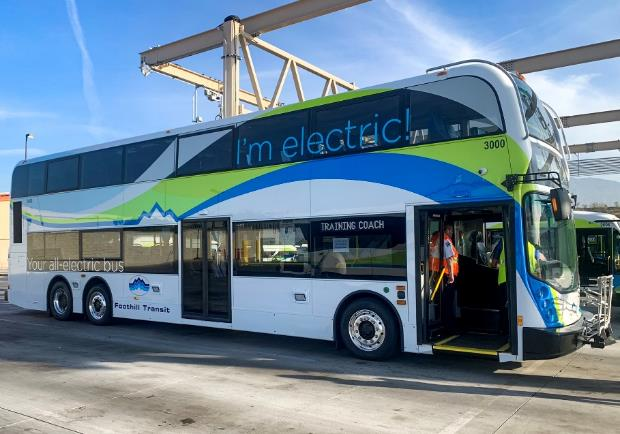 I'm electric!
3000
TRAINING COACH
Your all-electric bus
Foothill Transit